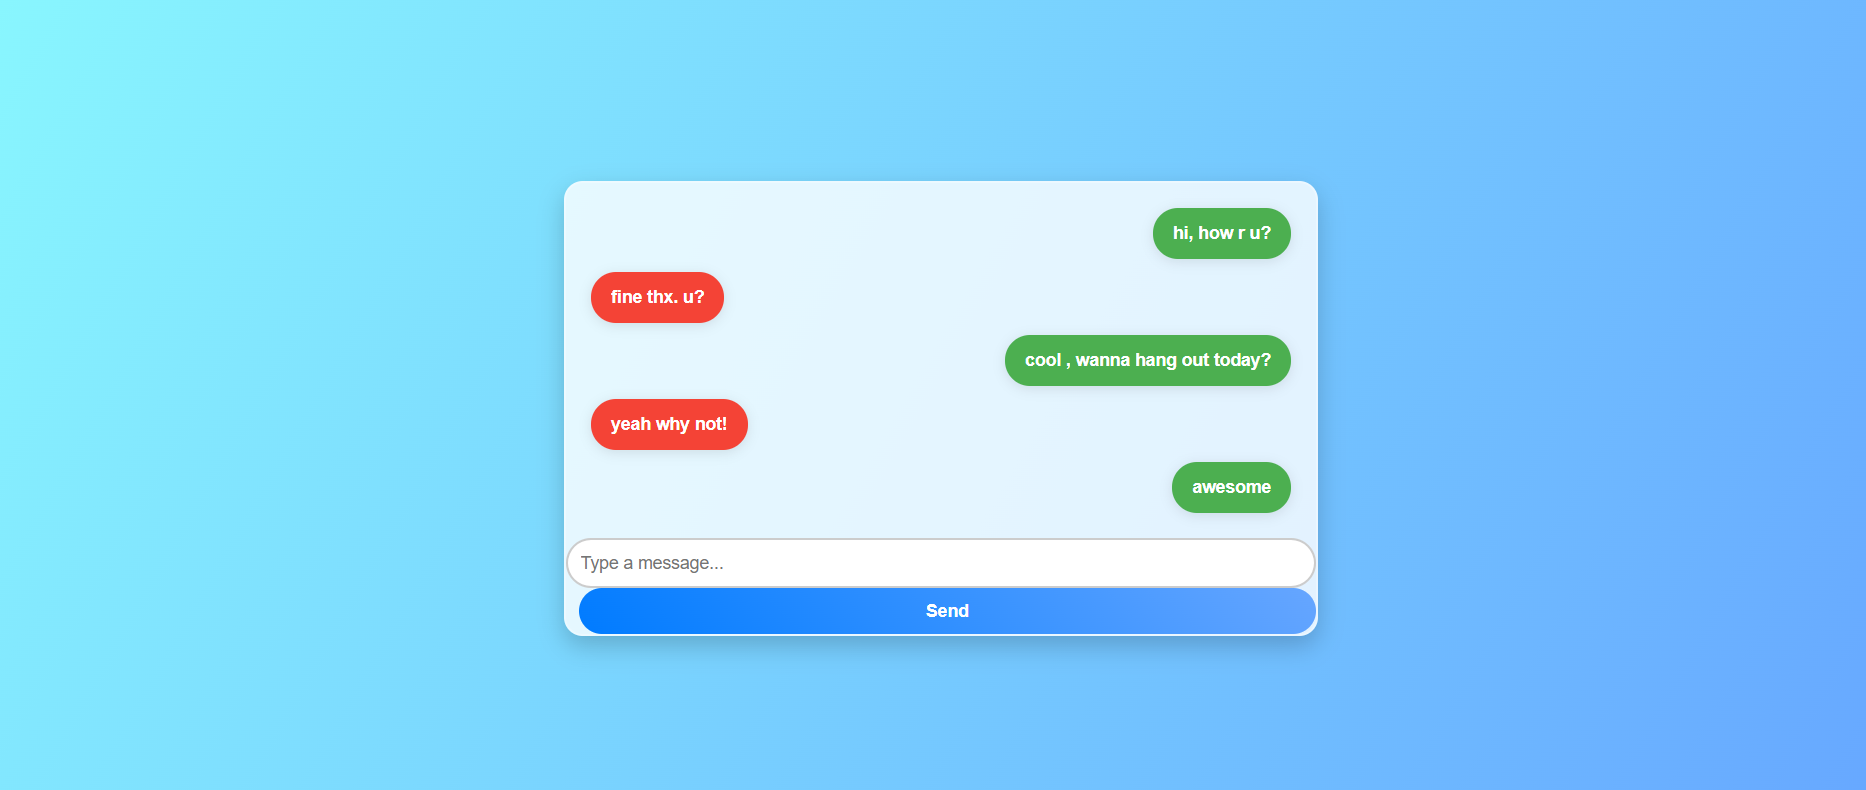 hi, how r u?
fine thx. u?
cool , wanna hang out today?
yeah why not!
awesome
Type a message...
Send